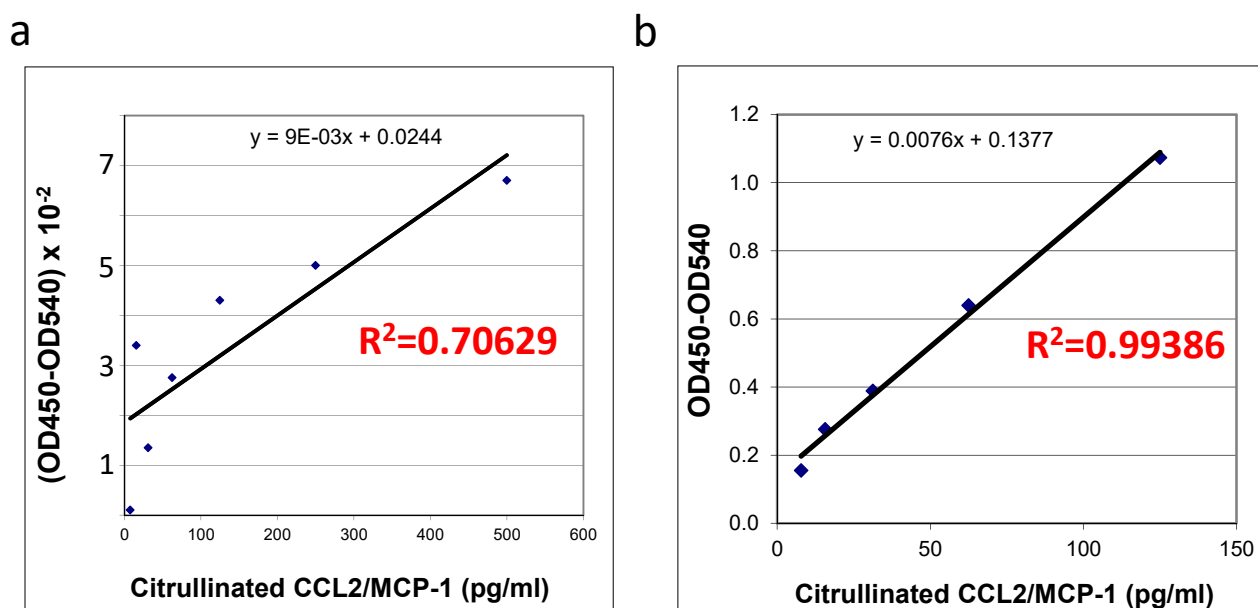 a
y = 9E-03x + 0.0244
(OD450-OD540) x 10⁻²
7
5
3
1
R²=0.70629
0 100 200 300 400 500 600
Citrullinated CCL2/MCP-1 (pg/ml)
b
y = 0.0076x + 0.1377
OD450-OD540
1.2
1.0
0.8
0.6
0.4
0.2
0.0
R²=0.99386
0 50 100 150
Citrullinated CCL2/MCP-1 (pg/ml)